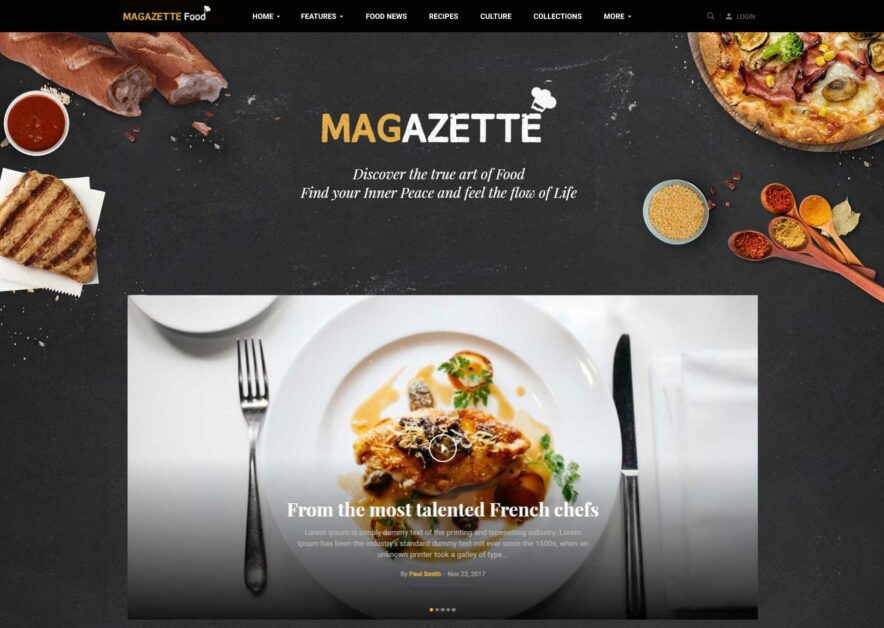 MAGAZETTE Food
HOME
FEATURES
FOOD NEWS
RECIPES
CULTURE
COLLECTIONS
MORE
LOGIN
MAGAZETTE
Discover the true art of Food
Find your Inner Peace and feel the flow of Life
From the most talented French chefs
Lorem Ipsum is simply dummy text of the printing and typesetting industry. Lorem
Ipsum has been the industry's standard dummy text mit ever since the 1500s, when an
unknown printer took a galley of type...
By Paul Smith - Nov 23, 2017